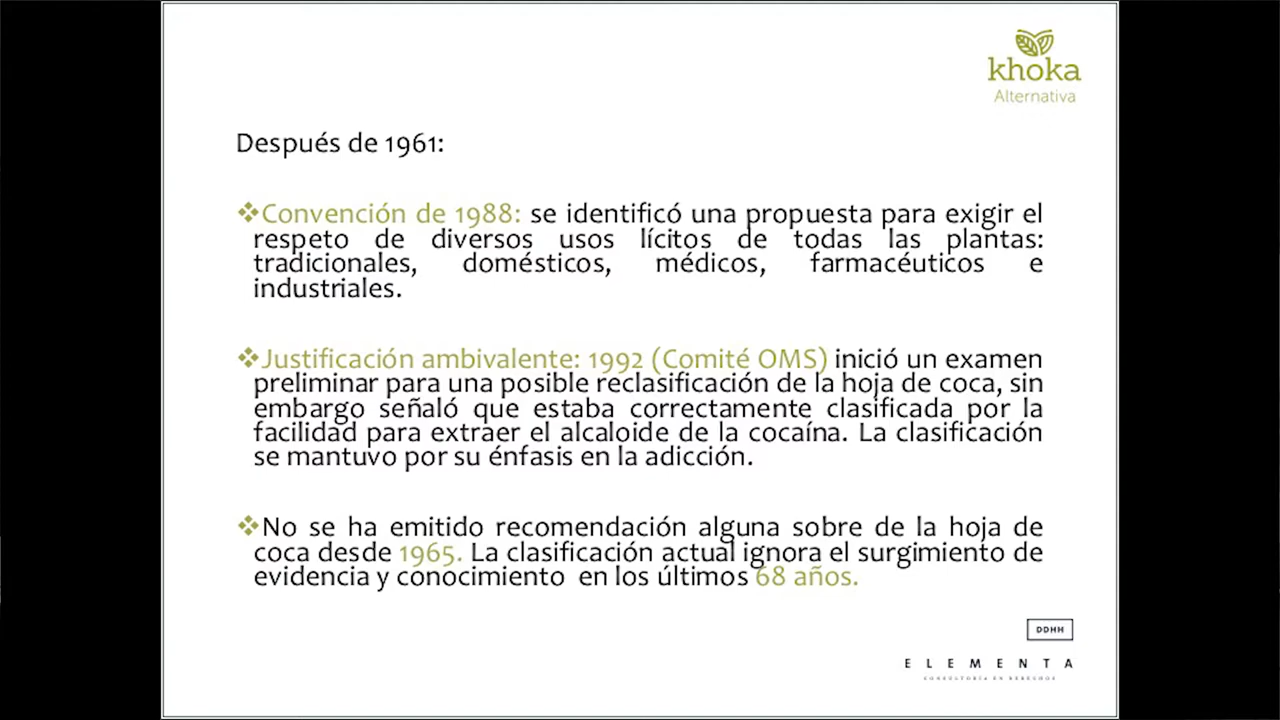 khoka
Alternativa
Después de 1961:
❖Convención de 1988: se identificó una propuesta para exigir el
respeto de diversos usos lícitos de todas las plantas:
tradicionales, domésticos, médicos, farmacéuticos e
industriales.
❖Justificación ambivalente: 1992 (Comité OMS) inició un examen
preliminar para una posible reclasificación de la hoja de coca, sin
embargo señaló que estaba correctamente clasificada por la
facilidad para extraer el alcaloide de la cocaína. La clasificación
se mantuvo por su énfasis en la adicción.
❖No se ha emitido recomendación alguna sobre de la hoja de
coca desde 1965. La clasificación actual ignora el surgimiento de
evidencia y conocimiento en los últimos 68 años.
DDHH
ELEMENTA
CONSULTORÍA EN DERECHOS